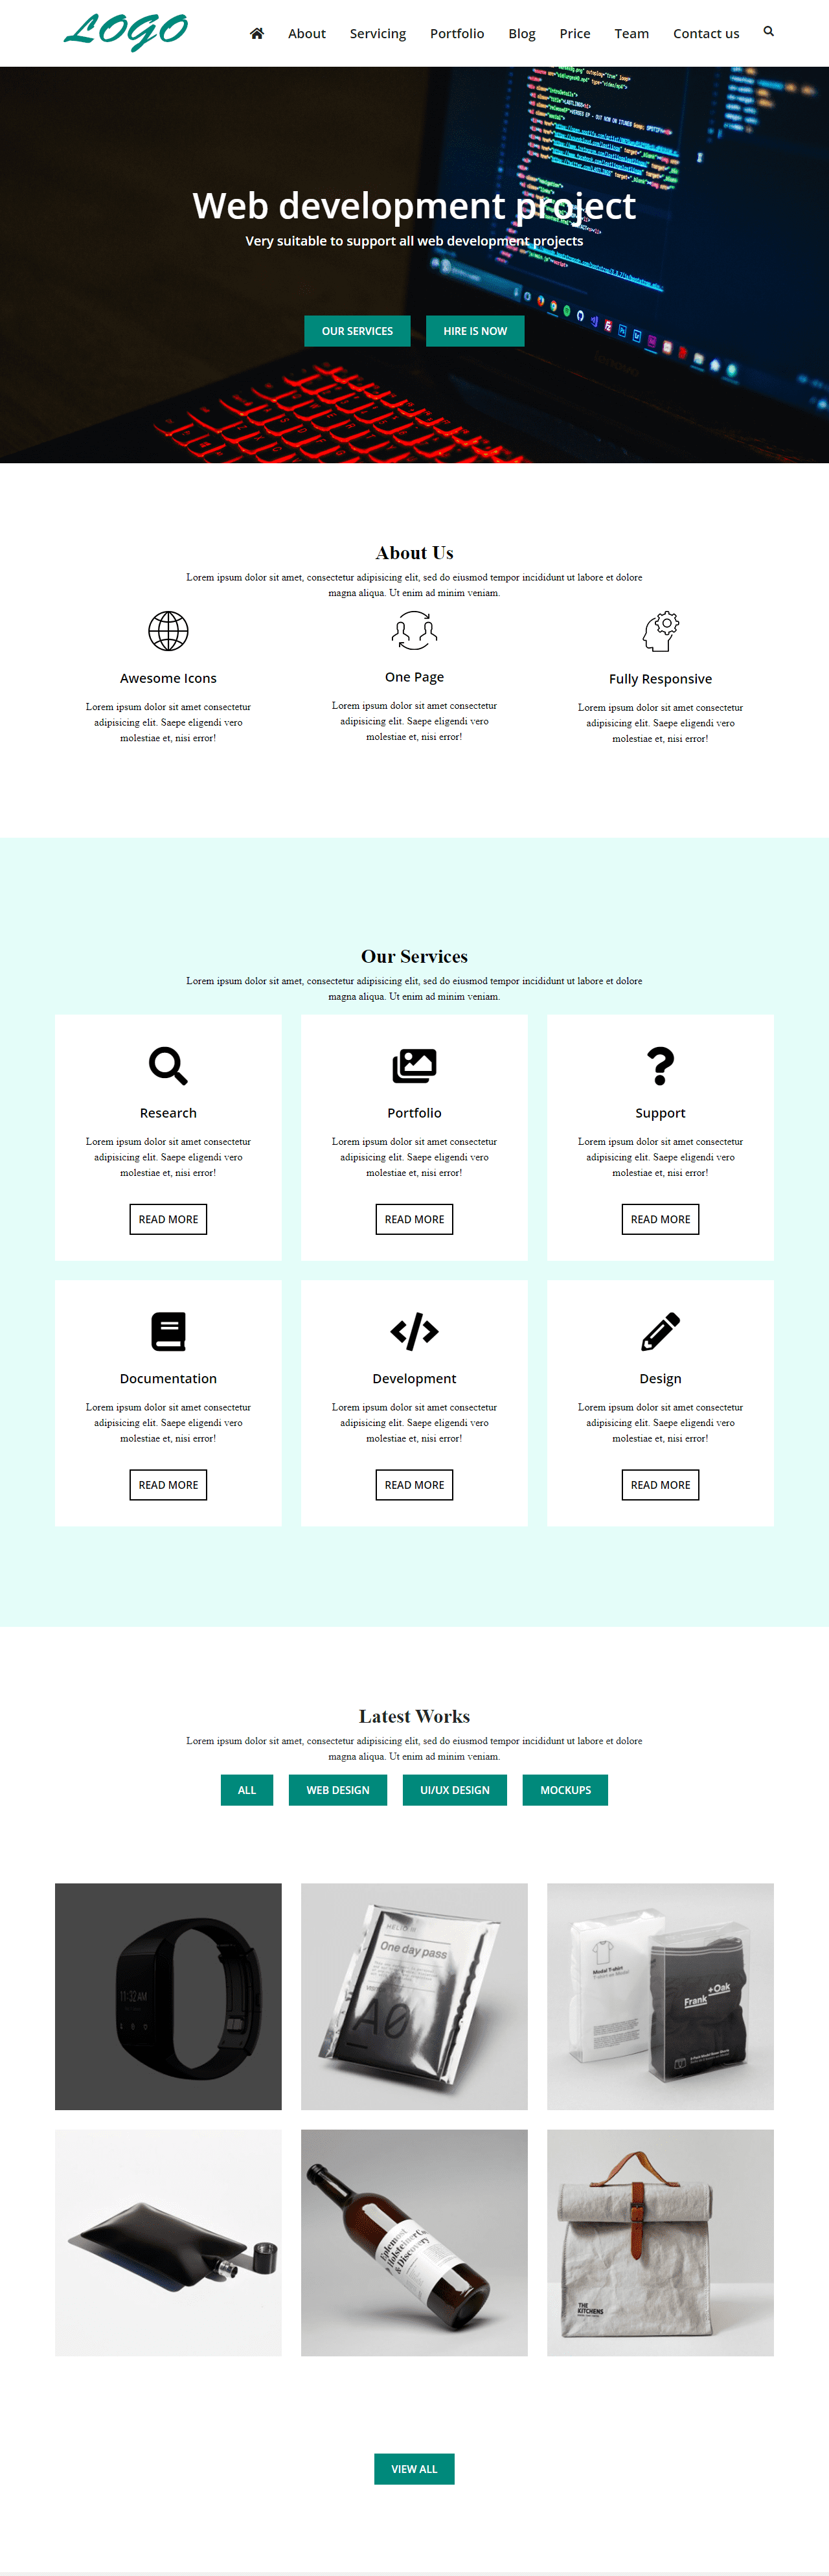 LOGO
About Servicing Portfolio Blog Price Team Contact us
Web development project
Very suitable to support all web development projects
OUR SERVICES HIRE IS NOW
About Us
Lorem ipsum dolor sit amet, consectetur adipisicing elit, sed do eiusmod tempor incididunt ut labore et dolore
magna aliqua. Ut enim ad minim veniam.
Awesome Icons
Lorem ipsum dolor sit amet consectetur
adipisicing elit. Saepe eligendi vero
molestiae et, nisi error!
One Page
Lorem ipsum dolor sit amet consectetur
adipisicing elit. Saepe eligendi vero
molestiae et, nisi error!
Fully Responsive
Lorem ipsum dolor sit amet consectetur
adipisicing elit. Saepe eligendi vero
molestiae et, nisi error!
Our Services
Lorem ipsum dolor sit amet, consectetur adipisicing elit, sed do eiusmod tempor incididunt ut labore et dolore
magna aliqua. Ut enim ad minim veniam.
Research
Lorem ipsum dolor sit amet consectetur
adipisicing elit. Saepe eligendi vero
molestiae et, nisi error!
READ MORE
Portfolio
Lorem ipsum dolor sit amet consectetur
adipisicing elit. Saepe eligendi vero
molestiae et, nisi error!
READ MORE
Support
Lorem ipsum dolor sit amet consectetur
adipisicing elit. Saepe eligendi vero
molestiae et, nisi error!
READ MORE
Documentation
Lorem ipsum dolor sit amet consectetur
adipisicing elit. Saepe eligendi vero
molestiae et, nisi error!
READ MORE
Development
Lorem ipsum dolor sit amet consectetur
adipisicing elit. Saepe eligendi vero
molestiae et, nisi error!
READ MORE
Design
Lorem ipsum dolor sit amet consectetur
adipisicing elit. Saepe eligendi vero
molestiae et, nisi error!
READ MORE
Latest Works
Lorem ipsum dolor sit amet, consectetur adipisicing elit, sed do eiusmod tempor incididunt ut labore et dolore
magna aliqua. Ut enim ad minim veniam.
ALL WEB DESIGN UI/UX DESIGN MOCKUPS
11:32 AM
One day pass
A0
Modal T-shirt
Frank + Oak
& Discovery
THE
KITCHENS
VIEW ALL